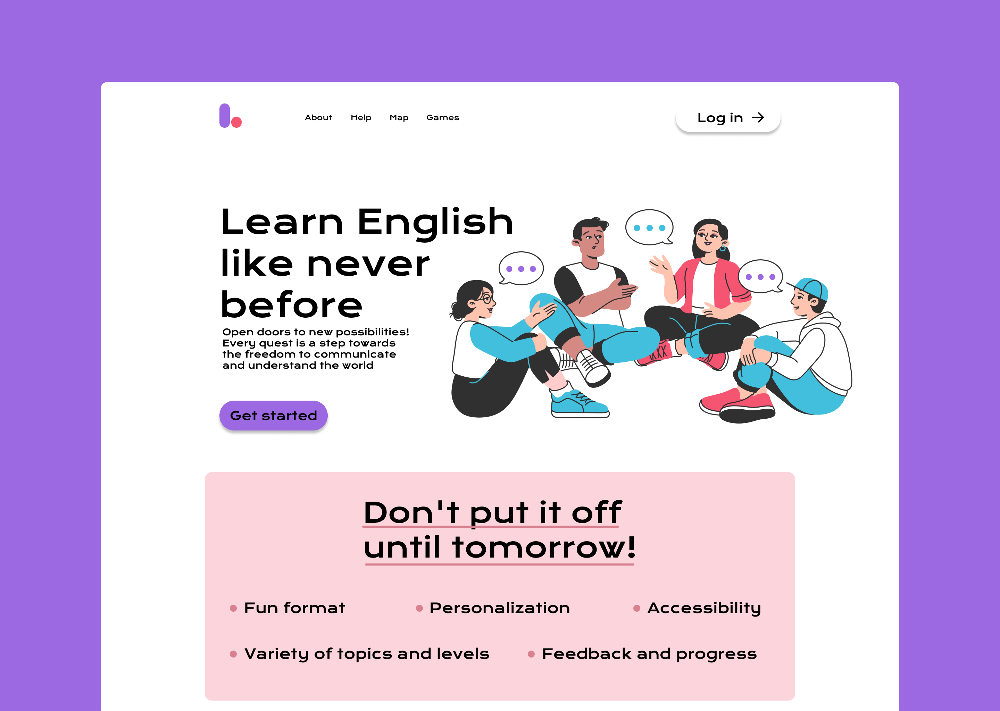 About Help Map Games
Log in
Learn English
like never
before
Open doors to new possibilities!
Every quest is a step towards
the freedom to communicate
and understand the world
Get started
Don't put it off
until tomorrow!
Fun format
Personalization
Accessibility
Variety of topics and levels
Feedback and progress